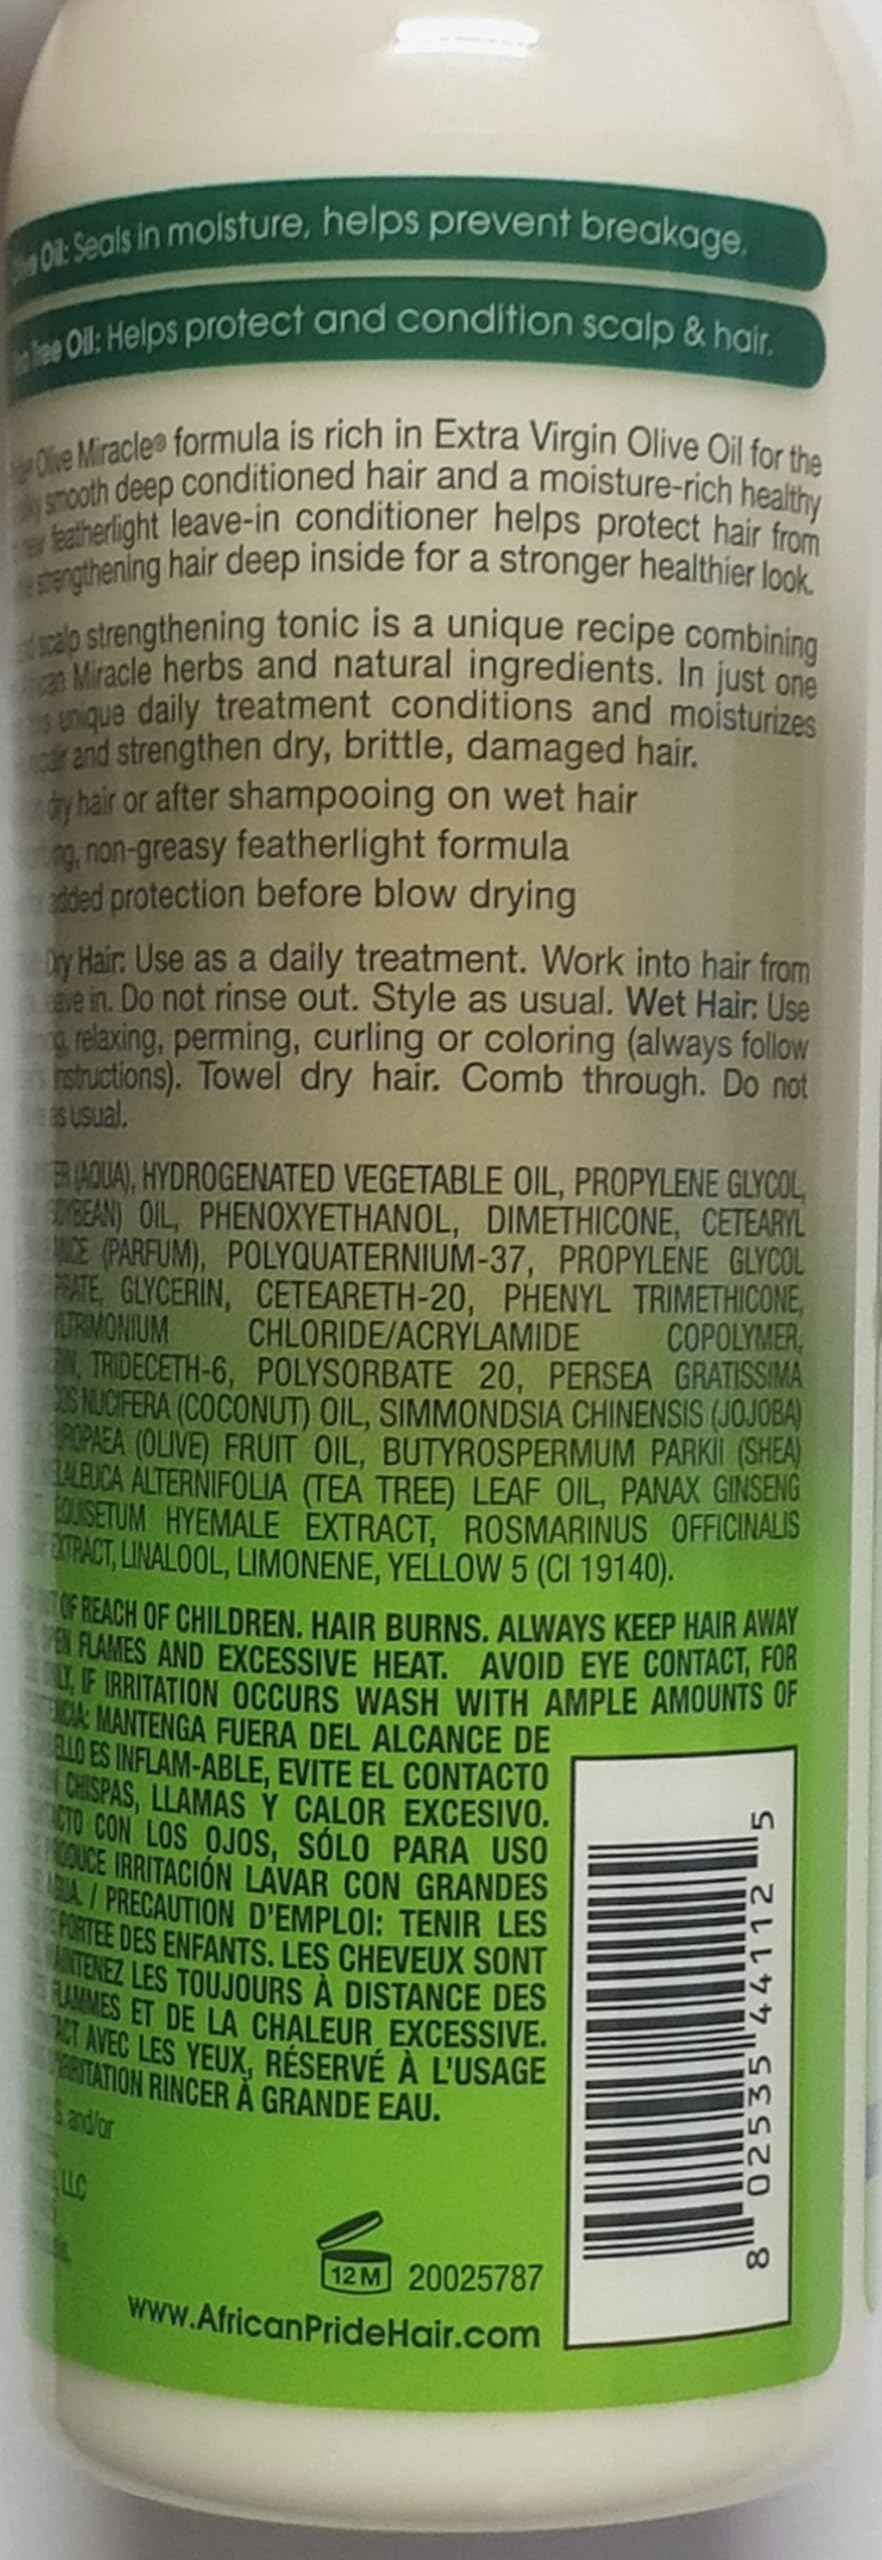 Oil: Seals in moisture, helps prevent breakage.
Tree Oil: Helps protect and condition scalp & hair.
Olive Miracle® formula is rich in Extra Virgin Olive Oil for the
smooth deep conditioned hair and a moisture-rich healthy
featherlight leave-in conditioner helps protect hair from
strengthening hair deep inside for a stronger healthier look.
scalp strengthening tonic is a unique recipe combining
Miracle herbs and natural ingredients. In just one
unique daily treatment conditions and moisturizes
and strengthen dry, brittle, damaged hair.
dry hair or after shampooing on wet hair
non-greasy featherlight formula
added protection before blow drying
Dry Hair: Use as a daily treatment. Work into hair from
in. Do not rinse out. Style as usual. Wet Hair: Use
relaxing, perming, curling or coloring (always follow
instructions). Towel dry hair. Comb through. Do not
as usual.
(AQUA), HYDROGENATED VEGETABLE OIL, PROPYLENE GLYCOL,
OIL, PHENOXYETHANOL, DIMETHICONE, CETEARYL
(PARFUM), POLYQUATERNIUM-37, PROPYLENE GLYCOL
GLYCERIN, CETEARETH-20, PHENYL TRIMETHICONE,
CHLORIDE/ACRYLAMIDE COPOLYMER,
TRIDECETH-6, POLYSORBATE 20, PERSEA GRATISSIMA
NUCIFERA (COCONUT) OIL, SIMMONDSIA CHINENSIS (JOJOBA)
(OLIVE) FRUIT OIL, BUTYROSPERMUM PARKII (SHEA)
ALTERNIFOLIA (TEA TREE) LEAF OIL, PANAX GINSENG
EQUISETUM HYEMALE EXTRACT, ROSMARINUS OFFICINALIS
EXTRACT, LINALOOL, LIMONENE, YELLOW 5 (CI 19140).
OF REACH OF CHILDREN. HAIR BURNS. ALWAYS KEEP HAIR AWAY
FLAMES AND EXCESSIVE HEAT. AVOID EYE CONTACT, FOR
IF IRRITATION OCCURS WASH WITH AMPLE AMOUNTS OF
MANTENGA FUERA DEL ALCANCE DE
ES INFLAM-ABLE, EVITE EL CONTACTO
CHISPAS, LLAMAS Y CALOR EXCESIVO.
CON LOS OJOS, SÓLO PARA USO
IRRITACIÓN LAVAR CON GRANDES
/ PRECAUTION D'EMPLOI: TENIR LES
DES ENFANTS. LES CHEVEUX SONT
LES TOUJOURS À DISTANCE DES
FLAMMES ET DE LA CHALEUR EXCESSIVE.
AVEC LES YEUX, RÉSERVÉ À L'USAGE
RINCER À GRANDE EAU.
and/or
LLC
12 M 20025787
www.AfricanPrideHair.com
8 02535 44112 5